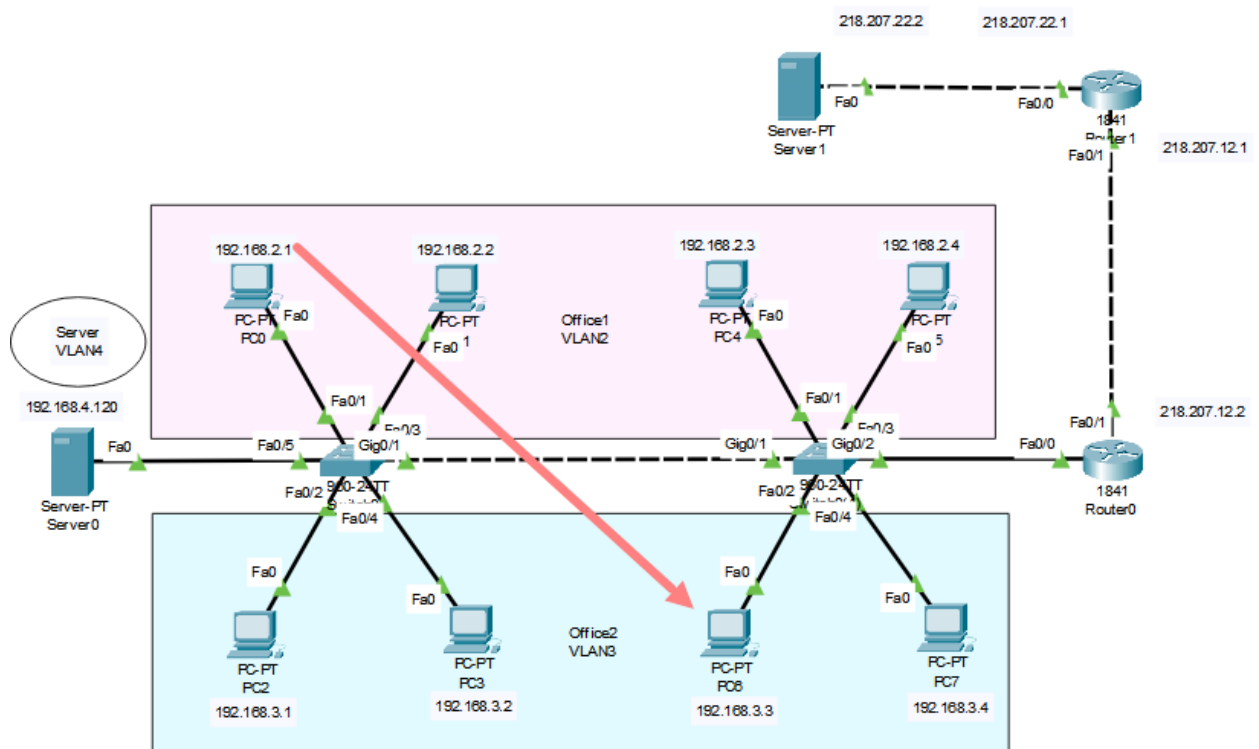 218.207.22.2
218.207.22.1
Fa0
Fa0/0
Server-PT
Server1
1841
Router1
Fa0/1
218.207.12.1
192.168.2.1
192.168.2.2
192.168.2.3
192.168.2.4
Fa0
PC-PT
PC0
PC-PT
Fa0
1
Office1
VLAN2
Fa0
PC-PT
PC4
PC-PT
Fa0
5
Server
VLAN4
192.168.4.120
Fa0
Server-PT
Server0
Fa0/1
Fa0/3
Fa0/5
Gig0/1
Fa0/2
Fa0/4
Fa0/1
Fa0/3
Gig0/1
Gig0/2
Fa0/2
Fa0/4
218.207.12.2
Fa0/1
Fa0/0
1841
Router0
Fa0
PC-PT
PC2
192.168.3.1
Fa0
PC-PT
PC3
192.168.3.2
Office2
VLAN3
Fa0
PC-PT
PC6
192.168.3.3
Fa0
PC-PT
PC7
192.168.3.4